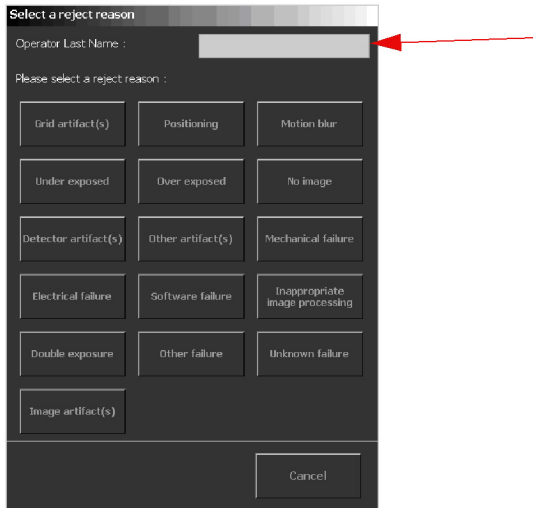 Select a reject reason
Operator Last Name :
Please select a reject reason :
Grid artifact(s) Positioning Motion blur
Under exposed Over exposed No image
Detector artifact(s) Other artifact(s) Mechanical failure
Electrical failure Software failure Inappropriate
image processing
Double exposure Other failure Unknown failure
Image artifact(s)
Cancel